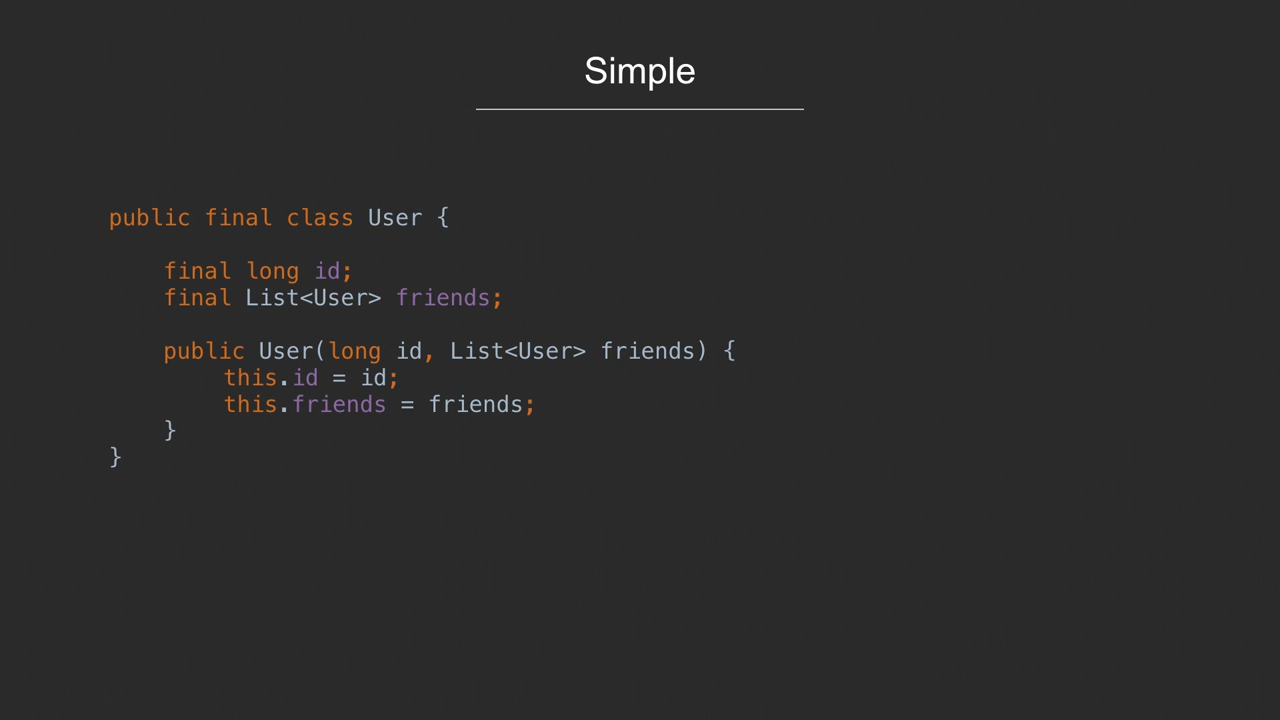 Simple
public final class User {
final long id;
final List<User> friends;
public User(long id, List<User> friends) {
this.id = id;
this.friends = friends;
}
}